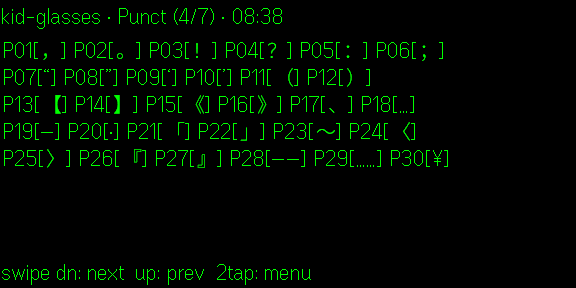 kid-glasses · Punct (4/7) · 08:38
P01[，] P02[。] P03[！] P04[？] P05[：] P06[；]
P07[“] P08[”] P09[‘] P10[’] P11[（] P12[）]
P13[【] P14[】] P15[《] P16[》] P17[、] P18[…]
P19[—] P20[·] P21[「] P22[」] P23[～] P24[〈]
P25[〉] P26[『] P27[』] P28[——] P29[……] P30[¥]
swipe dn: next up: prev 2tap: menu